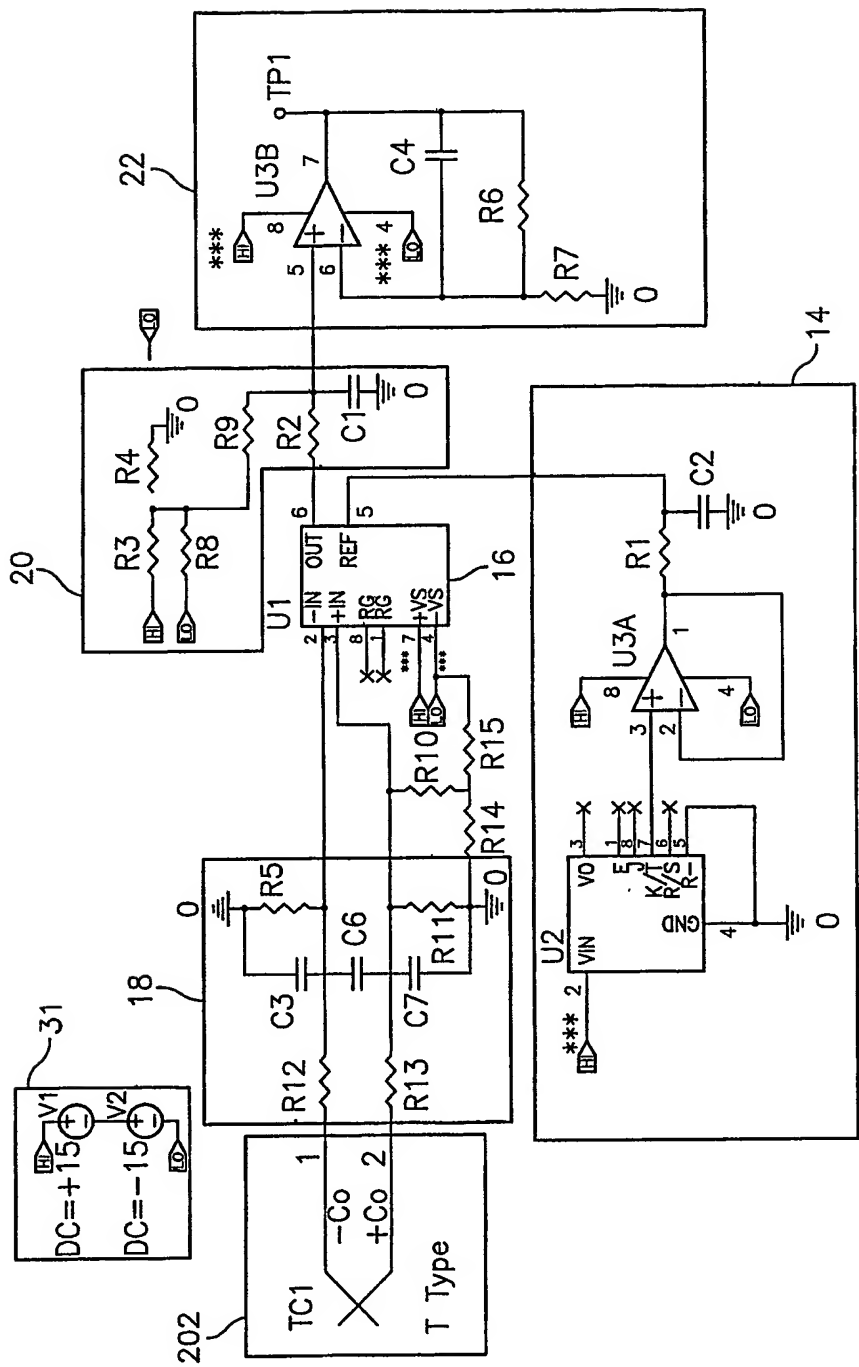 31
V1
HI
DC=+15
V2
DC=-15
LO
202
TC1
1
-Co
+Co
2
T Type
18
0
R12
C3
R5
C6
R13
C7
R11
0
R14
R10
R15
20
HI
R3
R4
0
LO
R8
R9
LO
R2
C1
0
U1
2
-IN
3
+IN
8
RG
1
RG
7
+VS
4
-VS
***
***
HI
LO
OUT
6
REF
5
16
22
***
HI
8
U3B
5
+
7
TP1
6
-
***
4
LO
C4
R6
R7
0
14
***
HI
2
U2
VIN
VO
3
E
1
J
8
K/T
7
R/S
6
R-
5
GND
4
0
HI
8
U3A
3
+
2
-
1
4
LO
R1
C2
0